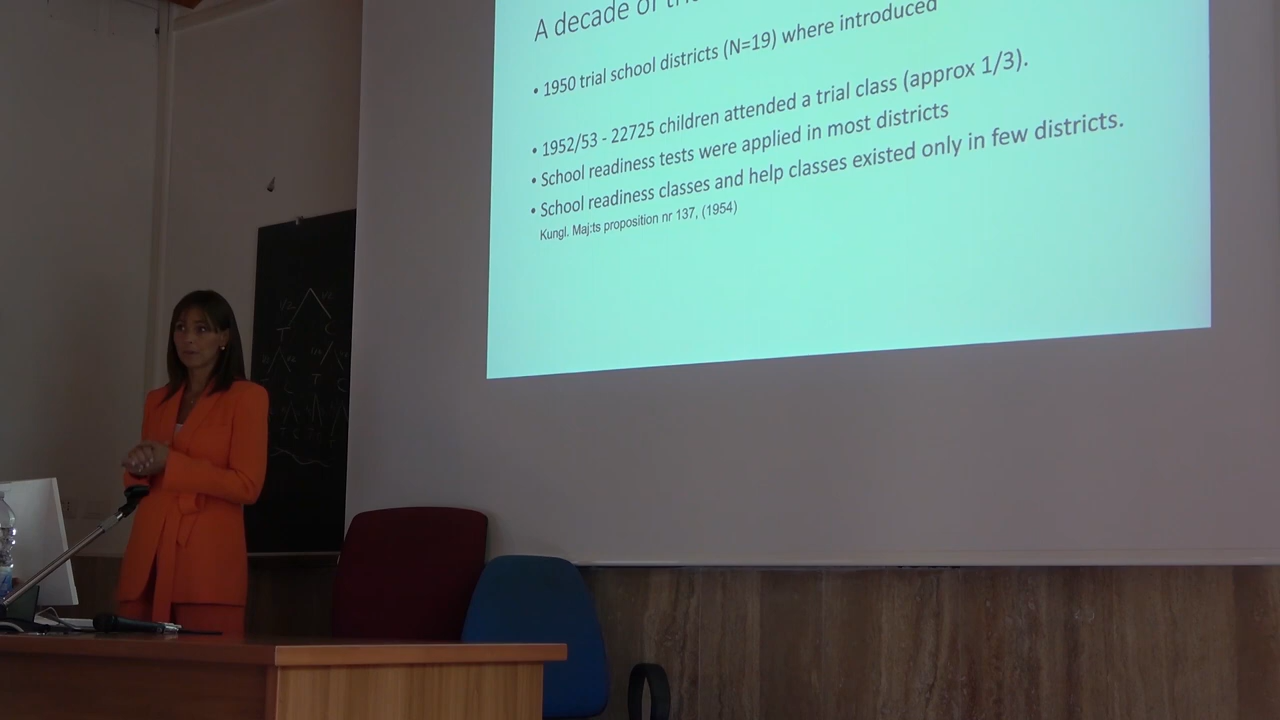 A decade of
• 1950 trial school districts (N=19) where introduced
• 1952/53 - 22725 children attended a trial class (approx 1/3).
• School readiness tests were applied in most districts
• School readiness classes and help classes existed only in few districts.
Kungl. Maj:ts proposition nr 137, (1954)